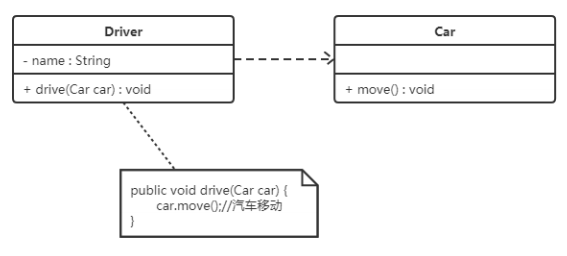 Driver
- name : String
+ drive(Car car) : void
Car
+ move() : void
public void drive(Car car) {
car.move();//汽车移动
}